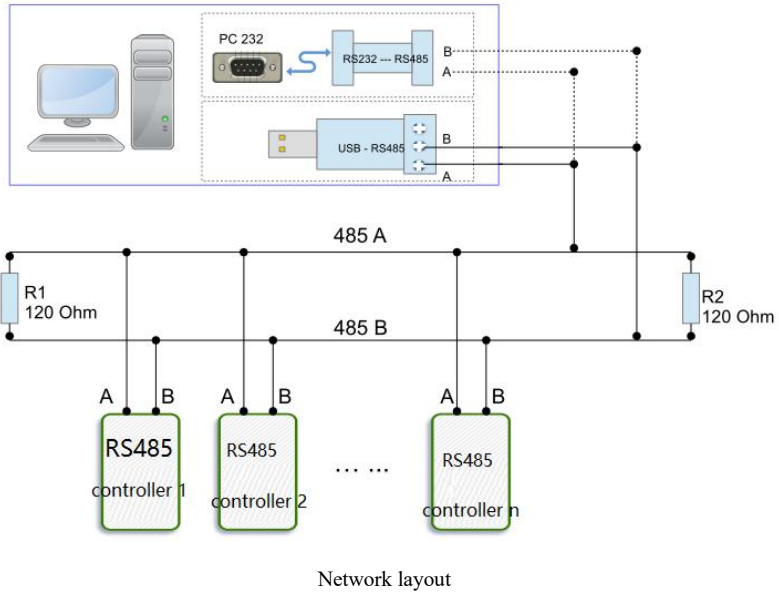 PC 232
RS232 --- RS485
B
A
USB - RS485
B
A
485 A
R1
120 Ohm
R2
120 Ohm
485 B
A B A B A B
RS485 RS485 RS485
... ...
controller 1 controller 2 controller n
Network layout